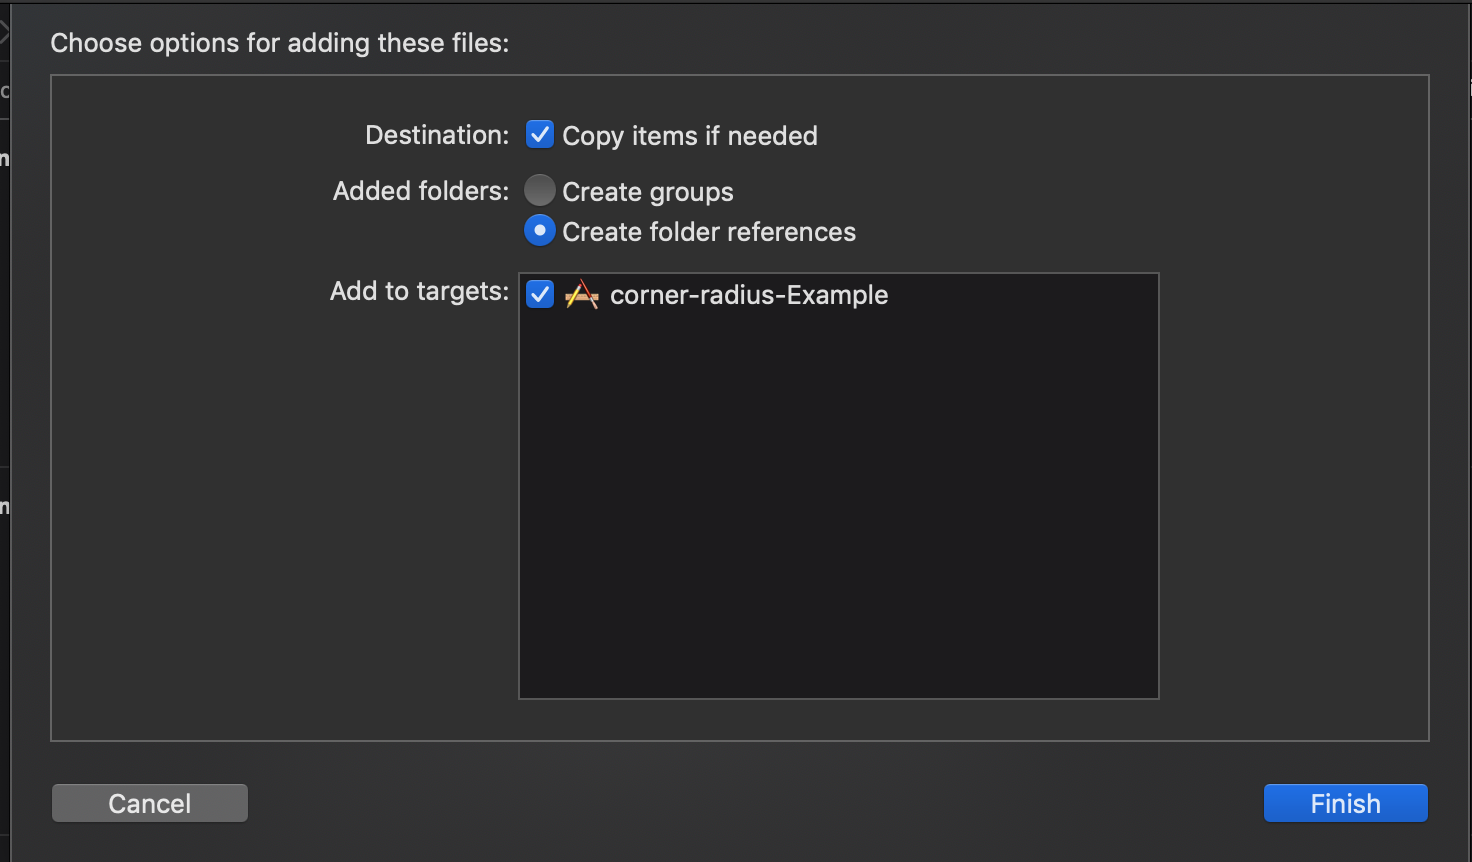 Choose options for adding these files:
Destination: Copy items if needed
Added folders: Create groups
Create folder references
Add to targets: corner-radius-Example
Cancel Finish